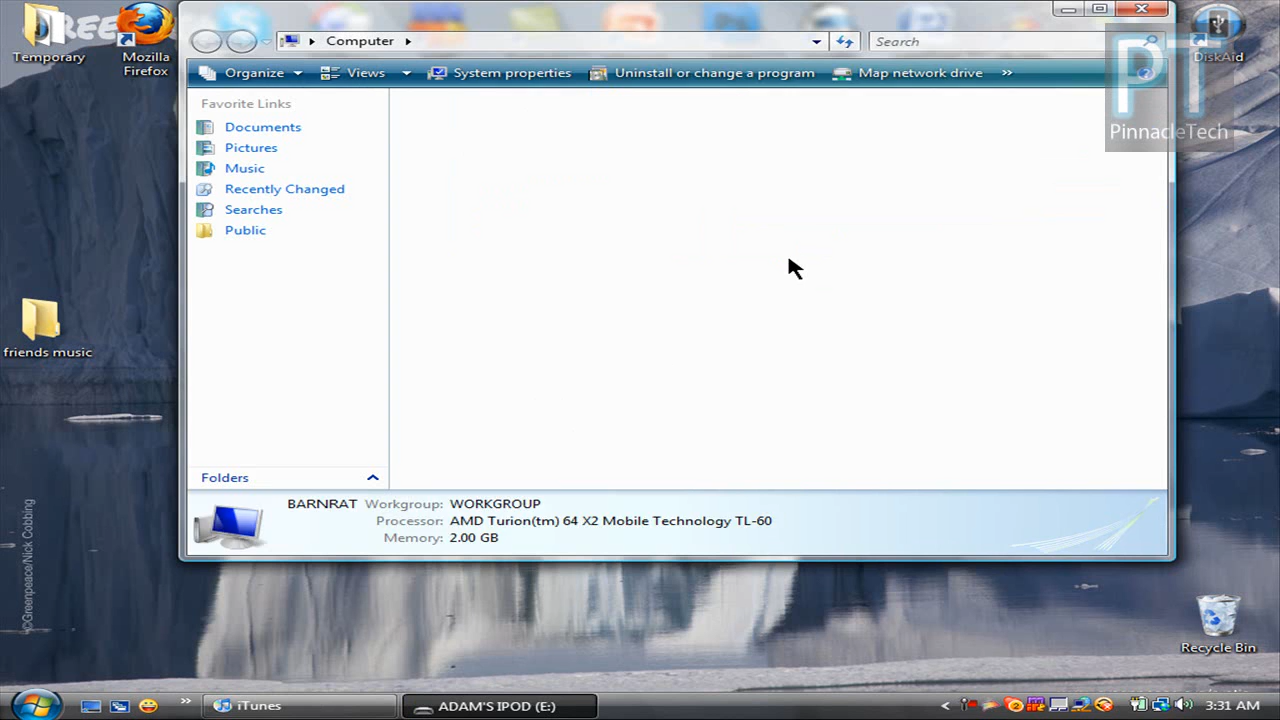 REE
Temporary
Mozilla
Firefox
Computer
Search
DiskAid
Organize
Views
System properties
Uninstall or change a program
Map network drive
»
PT
PinnacleTech
Favorite Links
Documents
Pictures
Music
Recently Changed
Searches
Public
friends music
Folders
BARNRAT
Workgroup: WORKGROUP
Processor: AMD Turion(tm) 64 X2 Mobile Technology TL-60
Memory: 2.00 GB
©Greenpeace/Nick Cobbing
Recycle Bin
»
iTunes
ADAM'S IPOD (E:)
<
3:31 AM